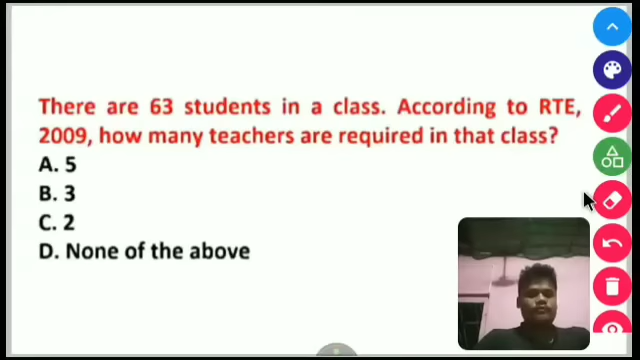 There are 63 students in a class. According to RTE,
2009, how many teachers are required in that class?
A. 5
B. 3
C. 2
D. None of the above